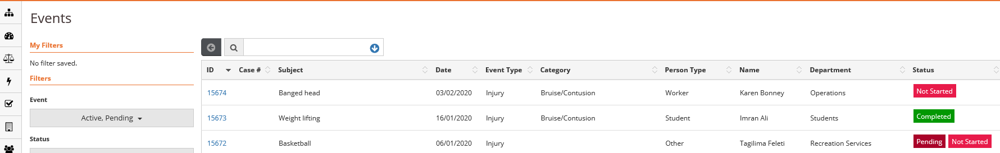 Events
My Filters
No filter saved.
Filters
Event
Active, Pending
Status
ID Case # Subject Date Event Type Category Person Type Name Department Status
15674 Banged head 03/02/2020 Injury Bruise/Contusion Worker Karen Bonney Operations Not Started
15673 Weight lifting 16/01/2020 Injury Bruise/Contusion Student Imran Ali Students Completed
15672 Basketball 06/01/2020 Injury Other Tagilima Feleti Recreation Services Pending Not Started